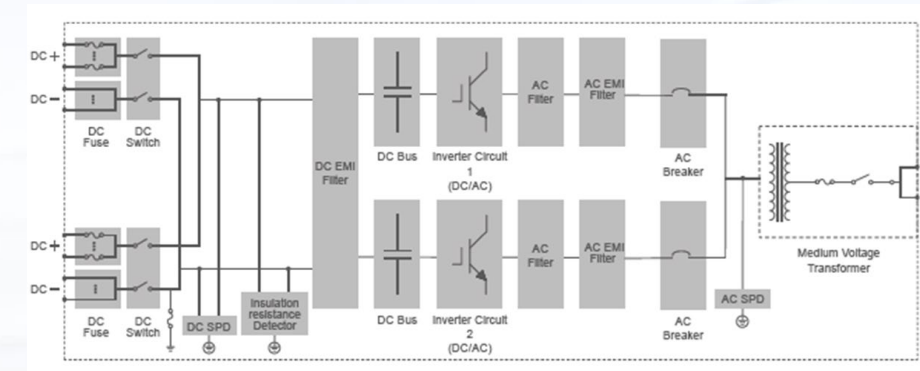 DC +
DC −
DC
Fuse
DC
Switch
DC +
DC −
DC
Fuse
DC
Switch
DC SPD
Insulation
resistance
Detector
DC EMI
Filter
DC Bus
Inverter Circuit
1
(DC/AC)
AC
Filter
AC EMI
Filter
AC
Breaker
DC Bus
Inverter Circuit
2
(DC/AC)
AC
Filter
AC EMI
Filter
AC
Breaker
AC SPD
Medium Voltage
Transformer